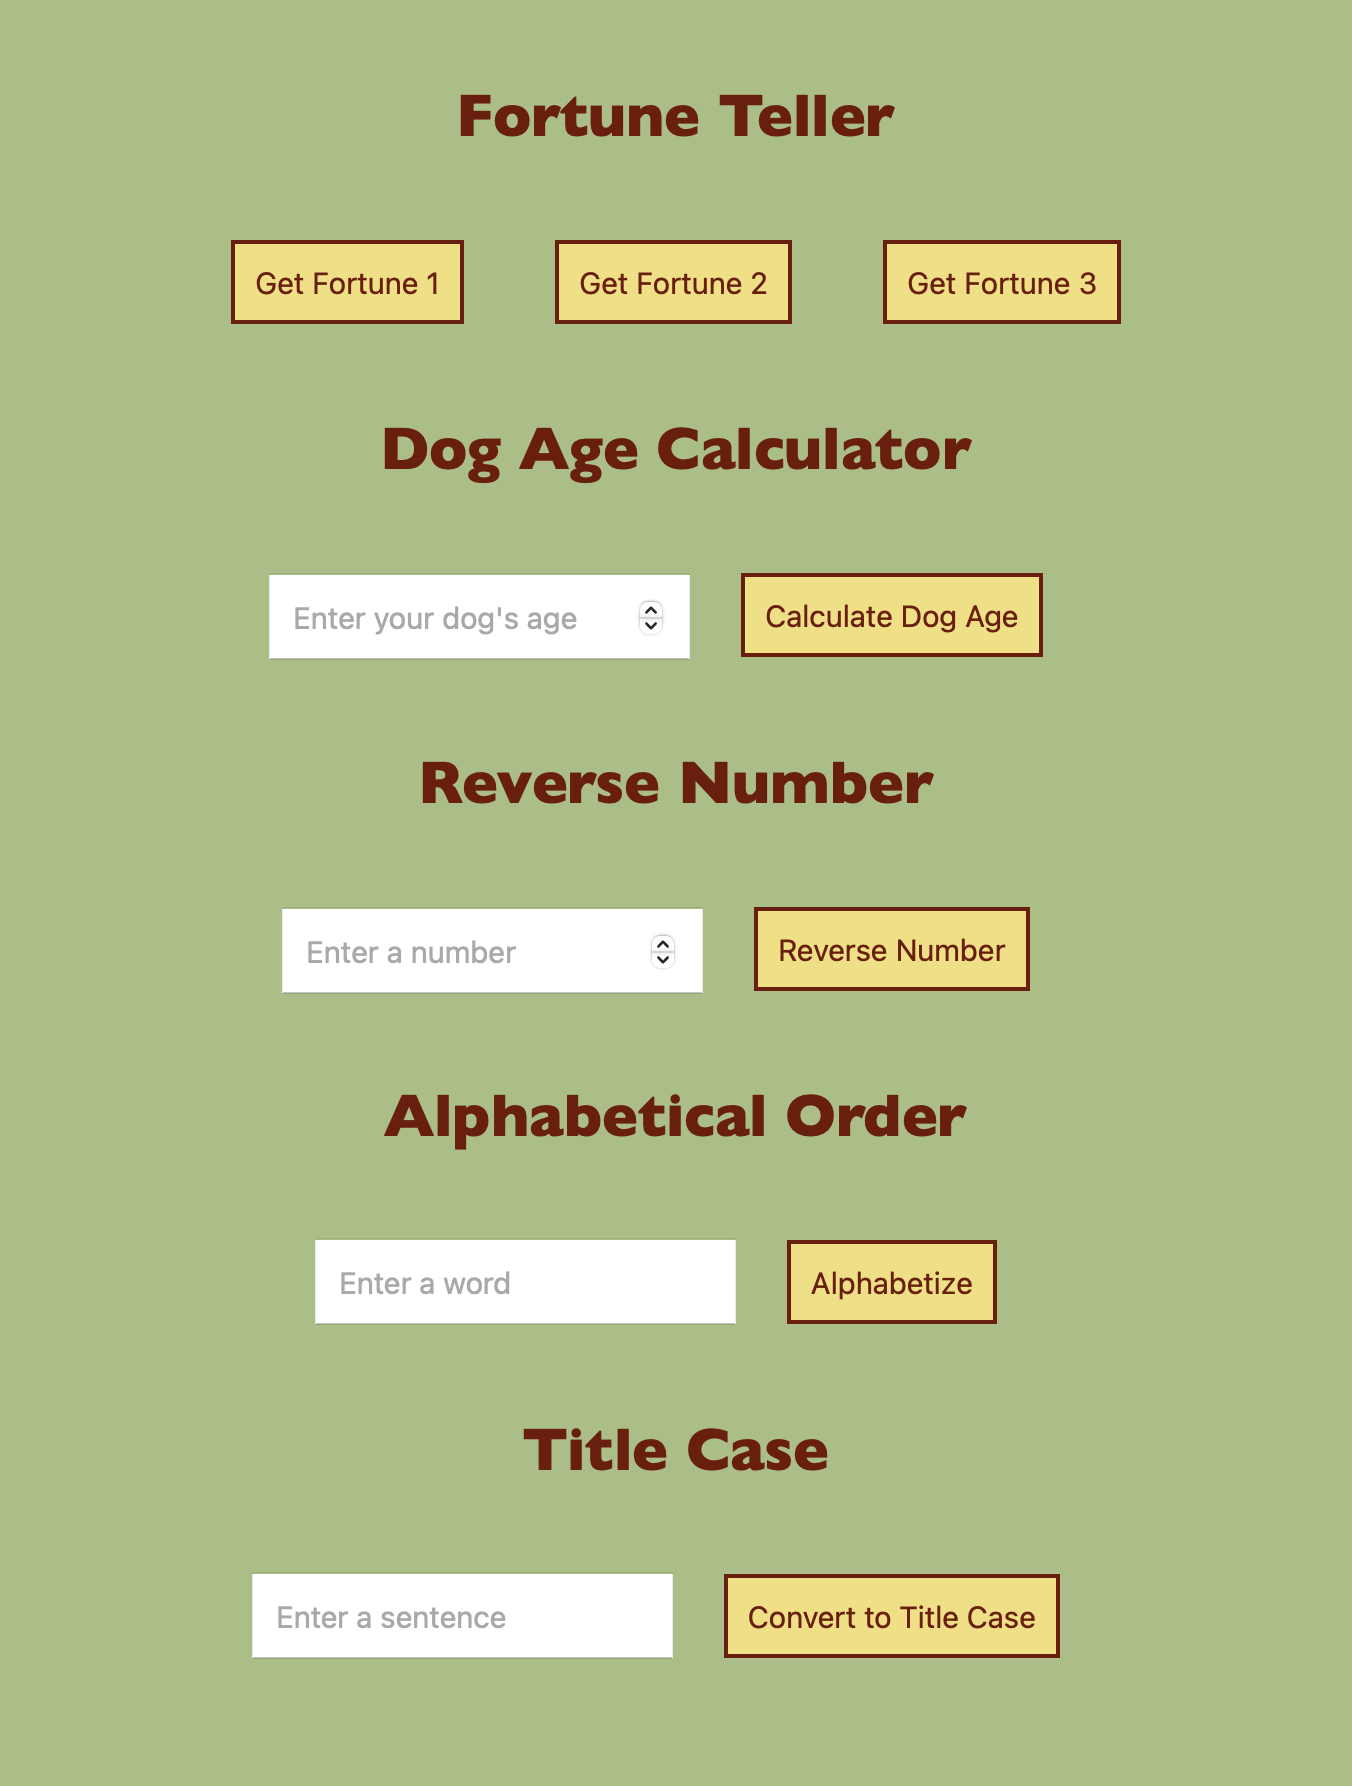 Fortune Teller
Get Fortune 1 Get Fortune 2 Get Fortune 3
Dog Age Calculator
Enter your dog's age Calculate Dog Age
Reverse Number
Enter a number Reverse Number
Alphabetical Order
Enter a word Alphabetize
Title Case
Enter a sentence Convert to Title Case